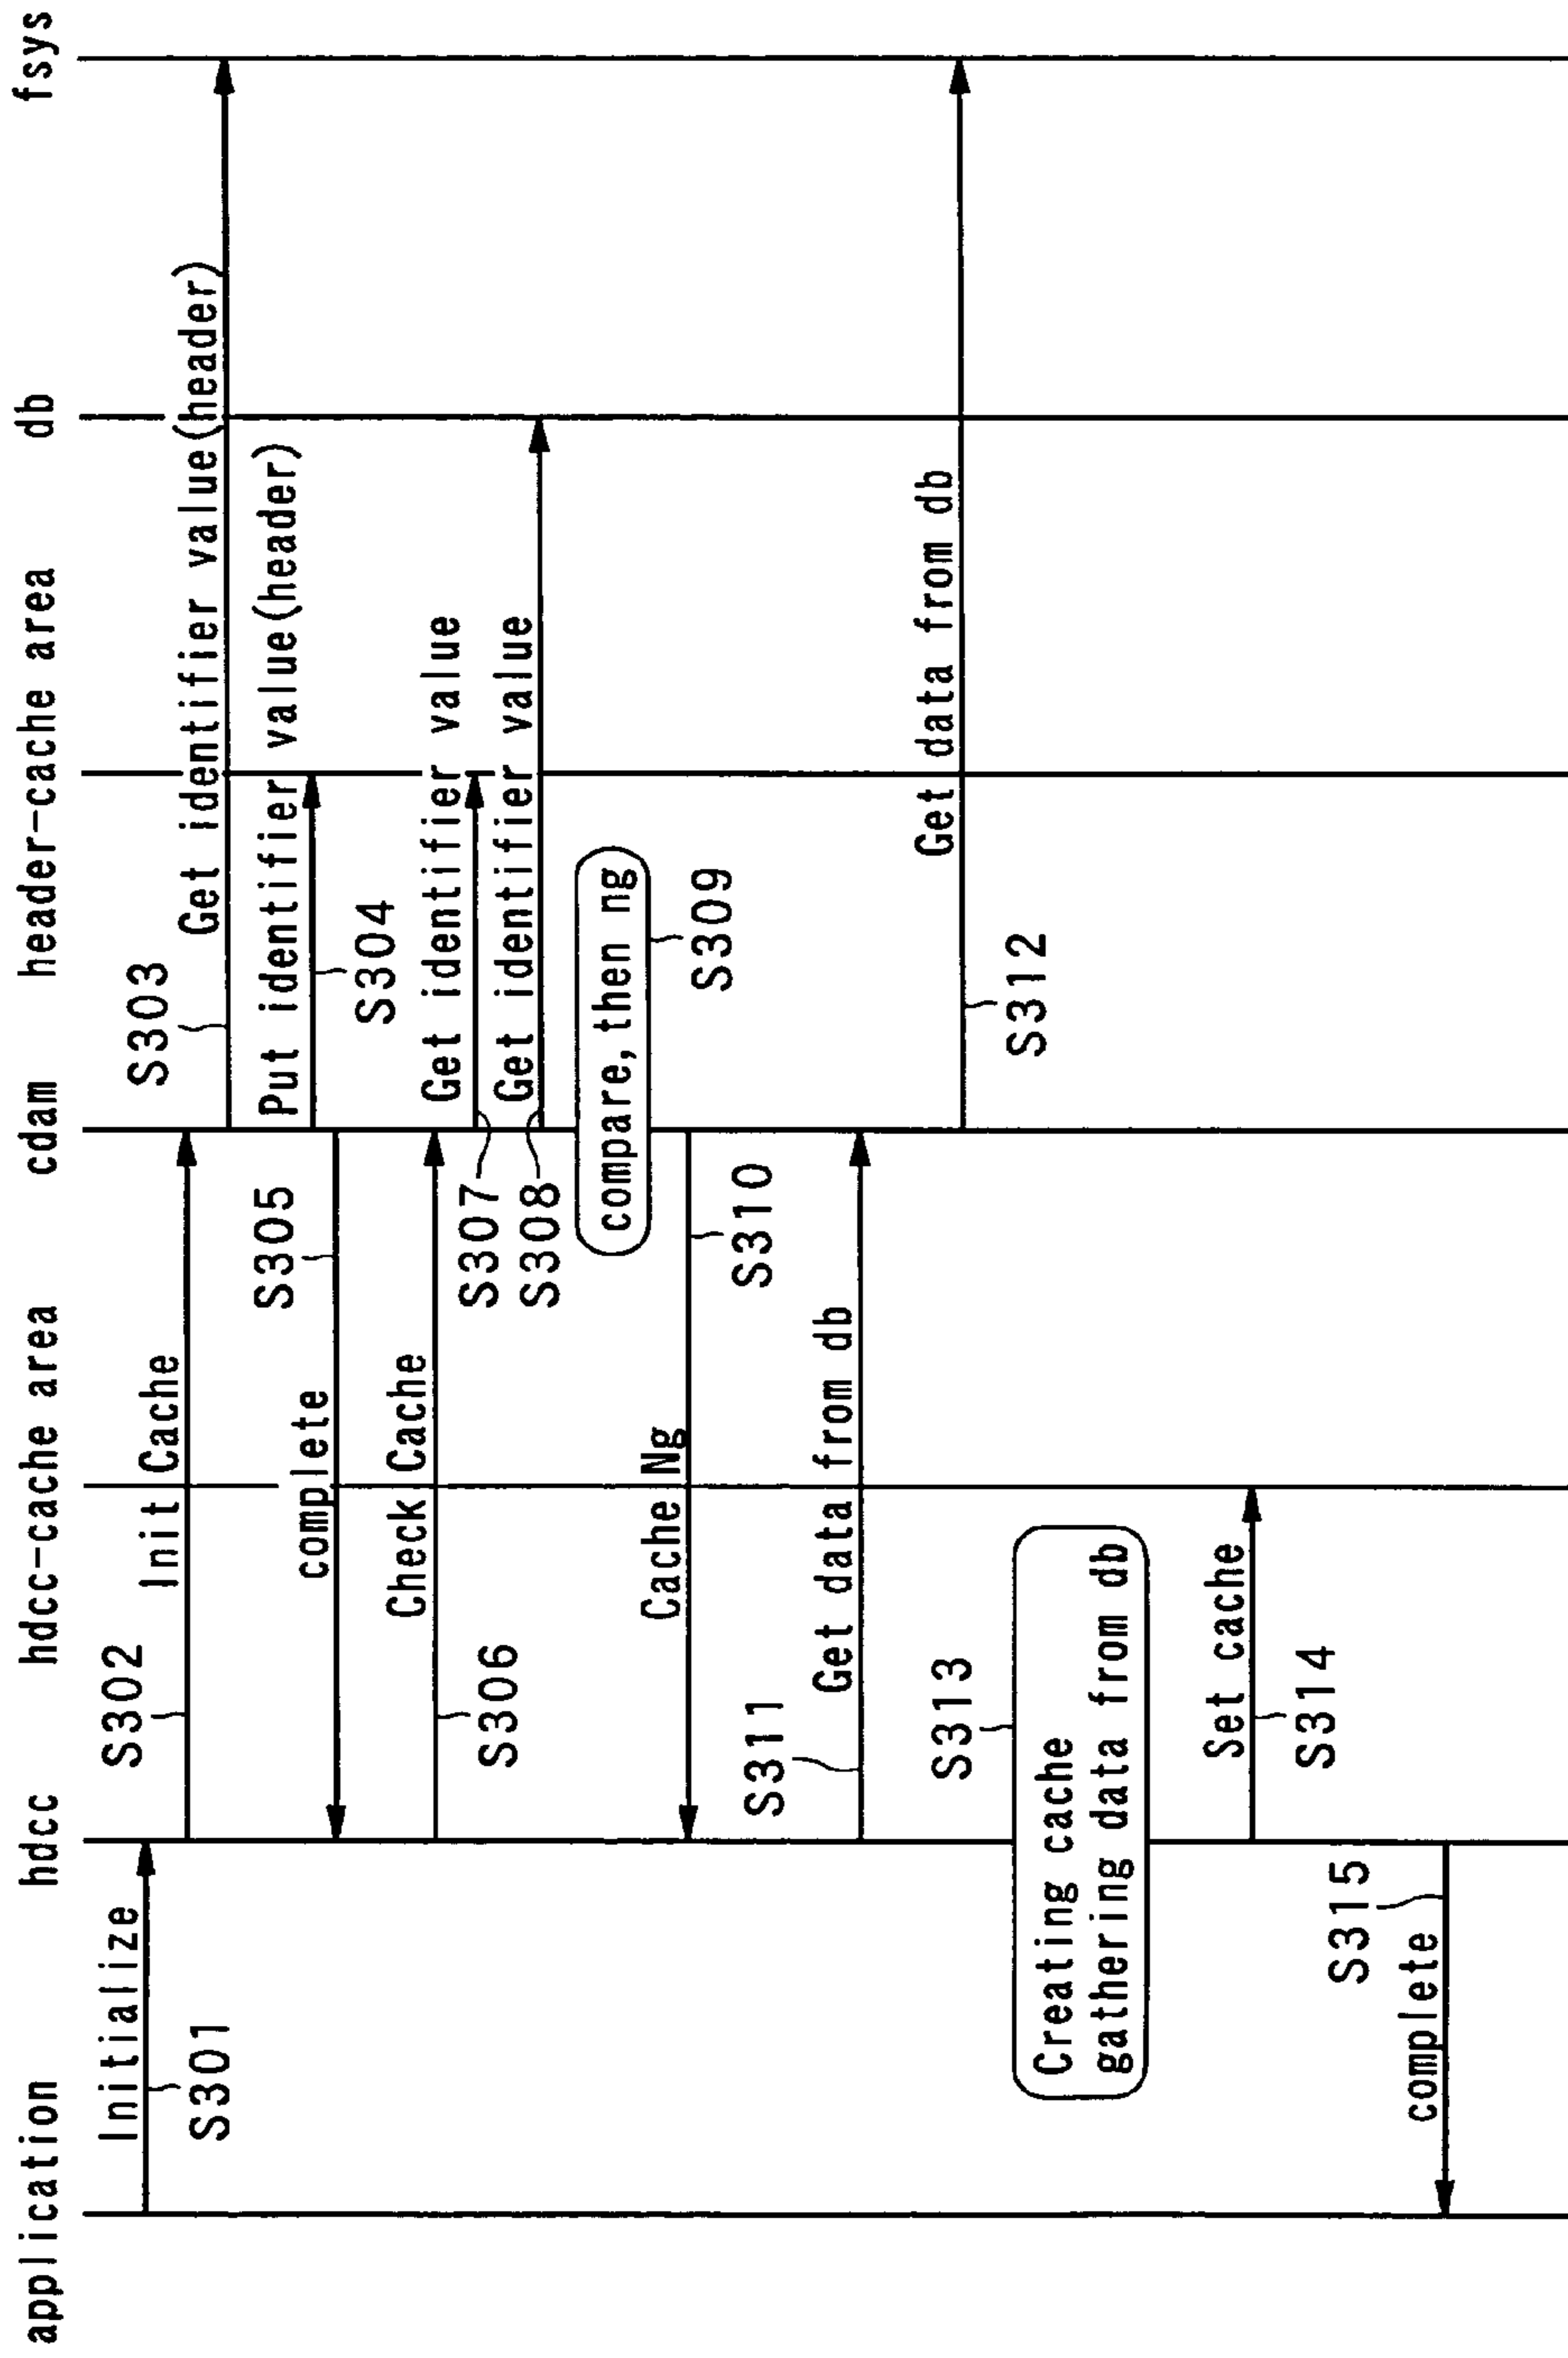 application
hdcc
hdcc-cache area
cdam
header-cache area
db
fsys
Initialize
S301
S302
Init Cache
S303
Get identifier value(header)
Put identifier value(header)
S304
S305
complete
Check Cache
S306
Get identifier value
S307
Get identifier value
S308
compare,then ng
S309
Cache Ng
S310
S311
Get data from db
Get data from db
S312
S313
Creating cache
gathering data from db
Set cache
S314
S315
complete